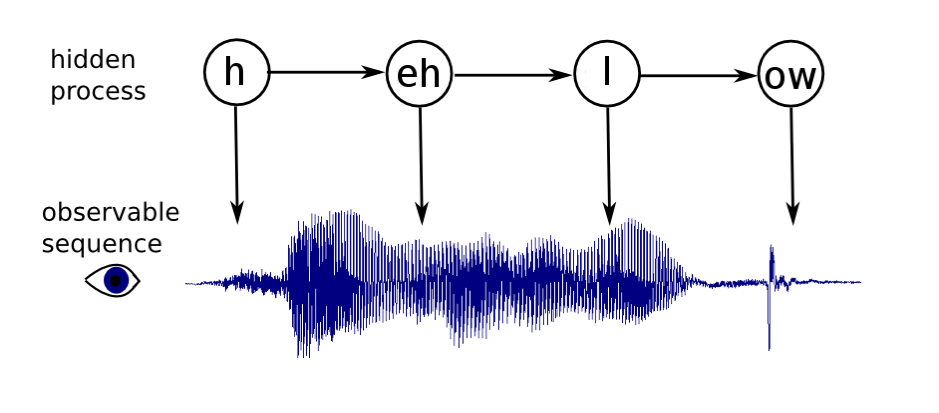 hidden
process
h
eh
l
ow
observable
sequence